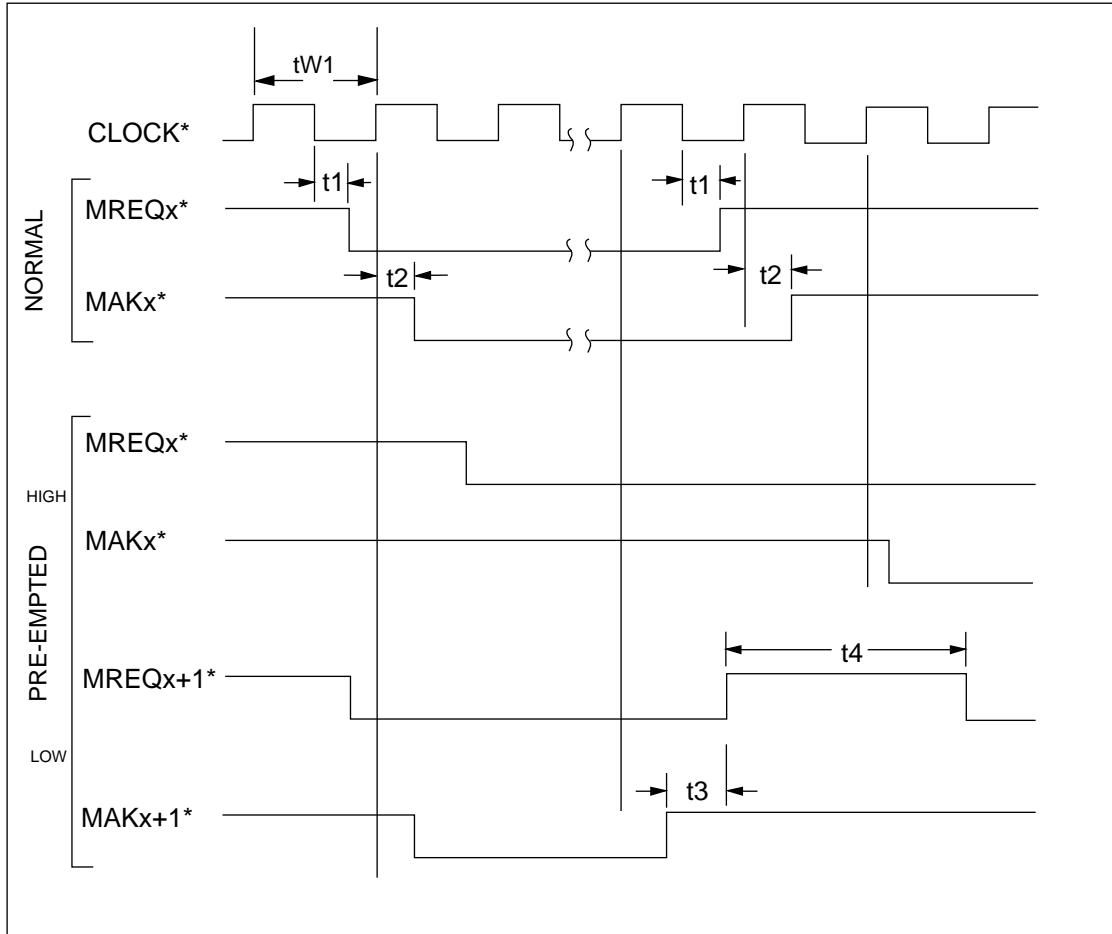 tW1
CLOCK*
t1
t1
NORMAL
MREQx*
t2
t2
MAKx*
PRE-EMPTED
HIGH
MREQx*
MAKx*
t4
MREQx+1*
LOW
t3
MAKx+1*